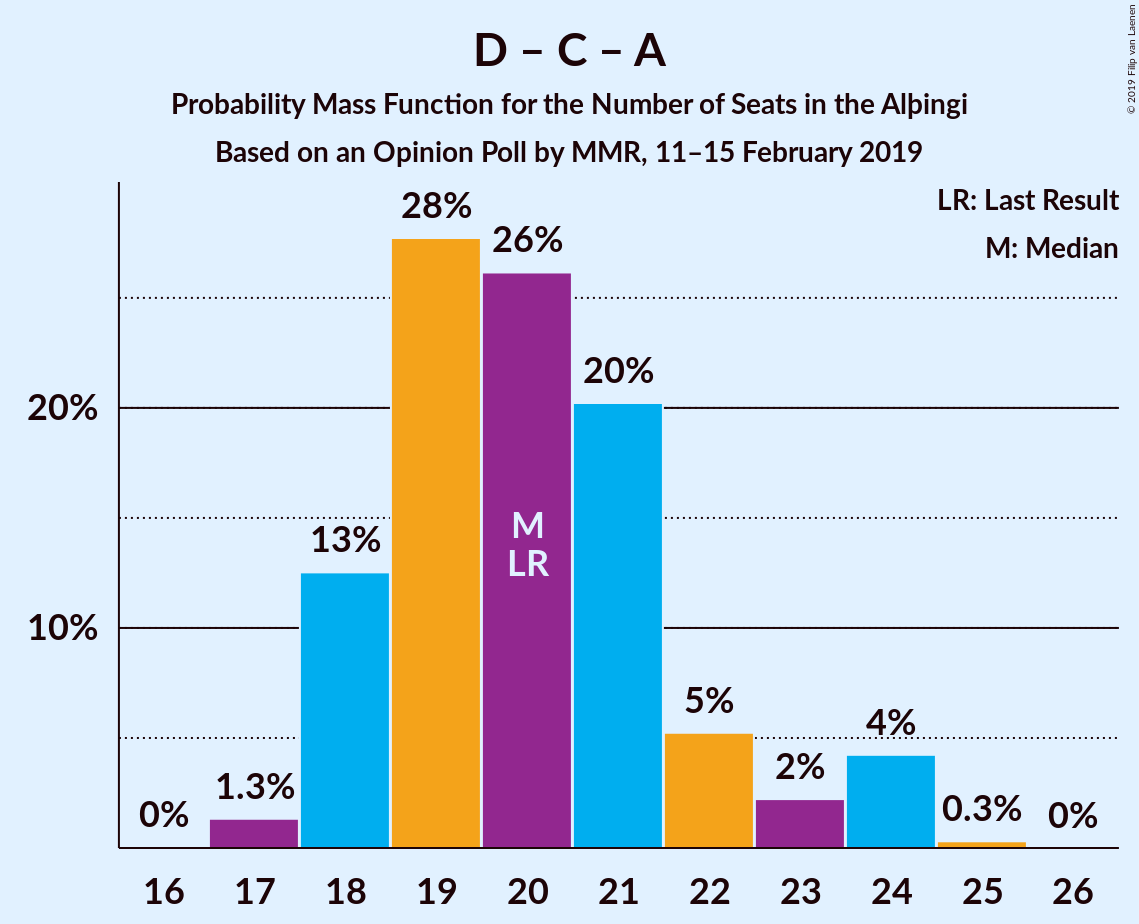 D – C – A
Probability Mass Function for the Number of Seats in the Alþingi
Based on an Opinion Poll by MMR, 11–15 February 2019
© 2019 Filip van Laenen
LR: Last Result
M: Median
28%
26%
20%
20%
13%
M
LR
10%
5%
4%
2%
1.3%
0.3%
0%
0%
16 17 18 19 20 21 22 23 24 25 26